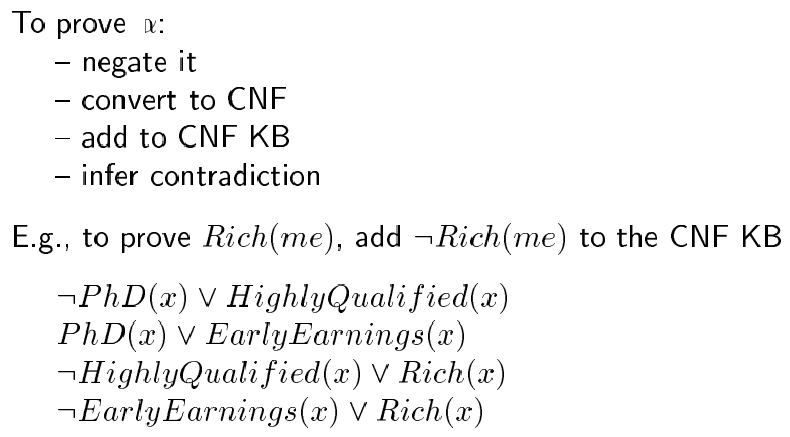 To prove α:
– negate it
– convert to CNF
– add to CNF KB
– infer contradiction
E.g., to prove Rich(me), add ¬Rich(me) to the CNF KB
¬PhD(x) ∨ HighlyQualified(x)
PhD(x) ∨ EarlyEarnings(x)
¬HighlyQualified(x) ∨ Rich(x)
¬EarlyEarnings(x) ∨ Rich(x)